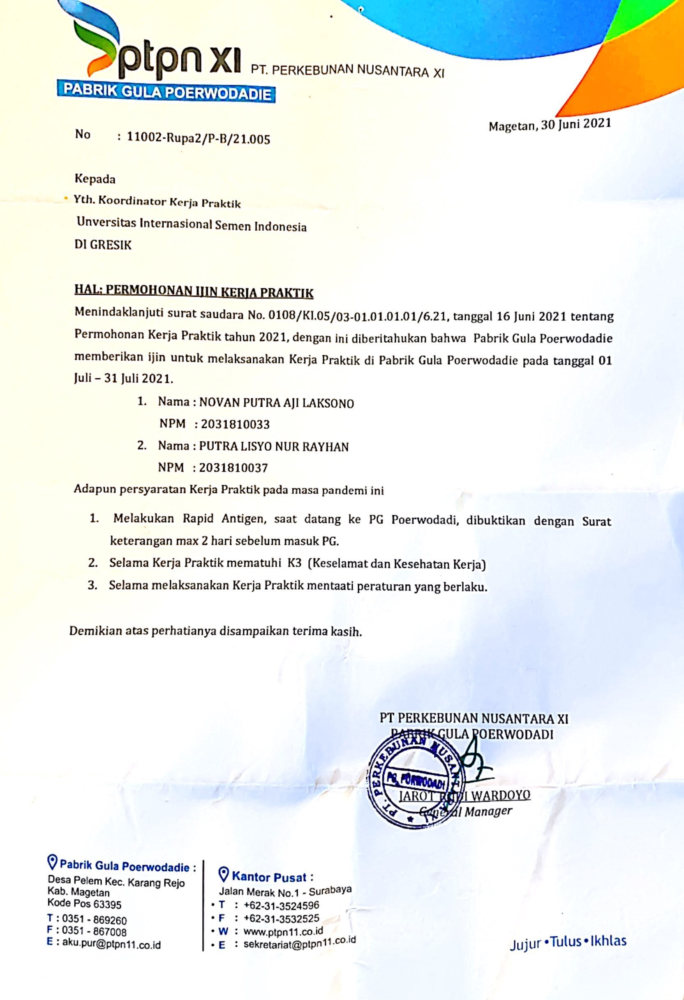 ptpn XI PT. PERKEBUNAN NUSANTARA XI
PABRIK GULA POERWODADIE
Magetan, 30 Juni 2021
No : 11002-Rupa2/P-B/21.005
Kepada
Yth. Koordinator Kerja Praktik
Unversitas Internasional Semen Indonesia
DI GRESIK
HAL: PERMOHONAN IJIN KERJA PRAKTIK
Menindaklanjuti surat saudara No. 0108/KI.05/03-01.01.01.01/6.21, tanggal 16 Juni 2021 tentang
Permohonan Kerja Praktik tahun 2021, dengan ini diberitahukan bahwa Pabrik Gula Poerwodadie
memberikan ijin untuk melaksanakan Kerja Praktik di Pabrik Gula Poerwodadie pada tanggal 01
Juli – 31 Juli 2021.
1. Nama : NOVAN PUTRA AJI LAKSONO
NPM : 2031810033
2. Nama : PUTRA LISYO NUR RAYHAN
NPM : 2031810037
Adapun persyaratan Kerja Praktik pada masa pandemi ini
1. Melakukan Rapid Antigen, saat datang ke PG Poerwodadi, dibuktikan dengan Surat
keterangan max 2 hari sebelum masuk PG.
2. Selama Kerja Praktik mematuhi K3 (Keselamat dan Kesehatan Kerja)
3. Selama melaksanakan Kerja Praktik mentaati peraturan yang berlaku.
Demikian atas perhatianya disampaikan terima kasih.
PT PERKEBUNAN NUSANTARA XI
PABRIK GULA POERWODADI
PT. PERKEBUNAN NUSANTARA XI
PG. PORWODADI
JAROT RUDI WARDOYO
General Manager
Pabrik Gula Poerwodadie :
Desa Pelem Kec. Karang Rejo
Kab. Magetan
Kode Pos 63395
T : 0351 - 869260
F : 0351 - 867008
E : aku.pur@ptpn11.co.id
Kantor Pusat :
Jalan Merak No.1 - Surabaya
• T : +62-31-3524596
• F : +62-31-3532525
• W : www.ptpn11.co.id
• E : sekretariat@ptpn11.co.id
Jujur • Tulus • Ikhlas